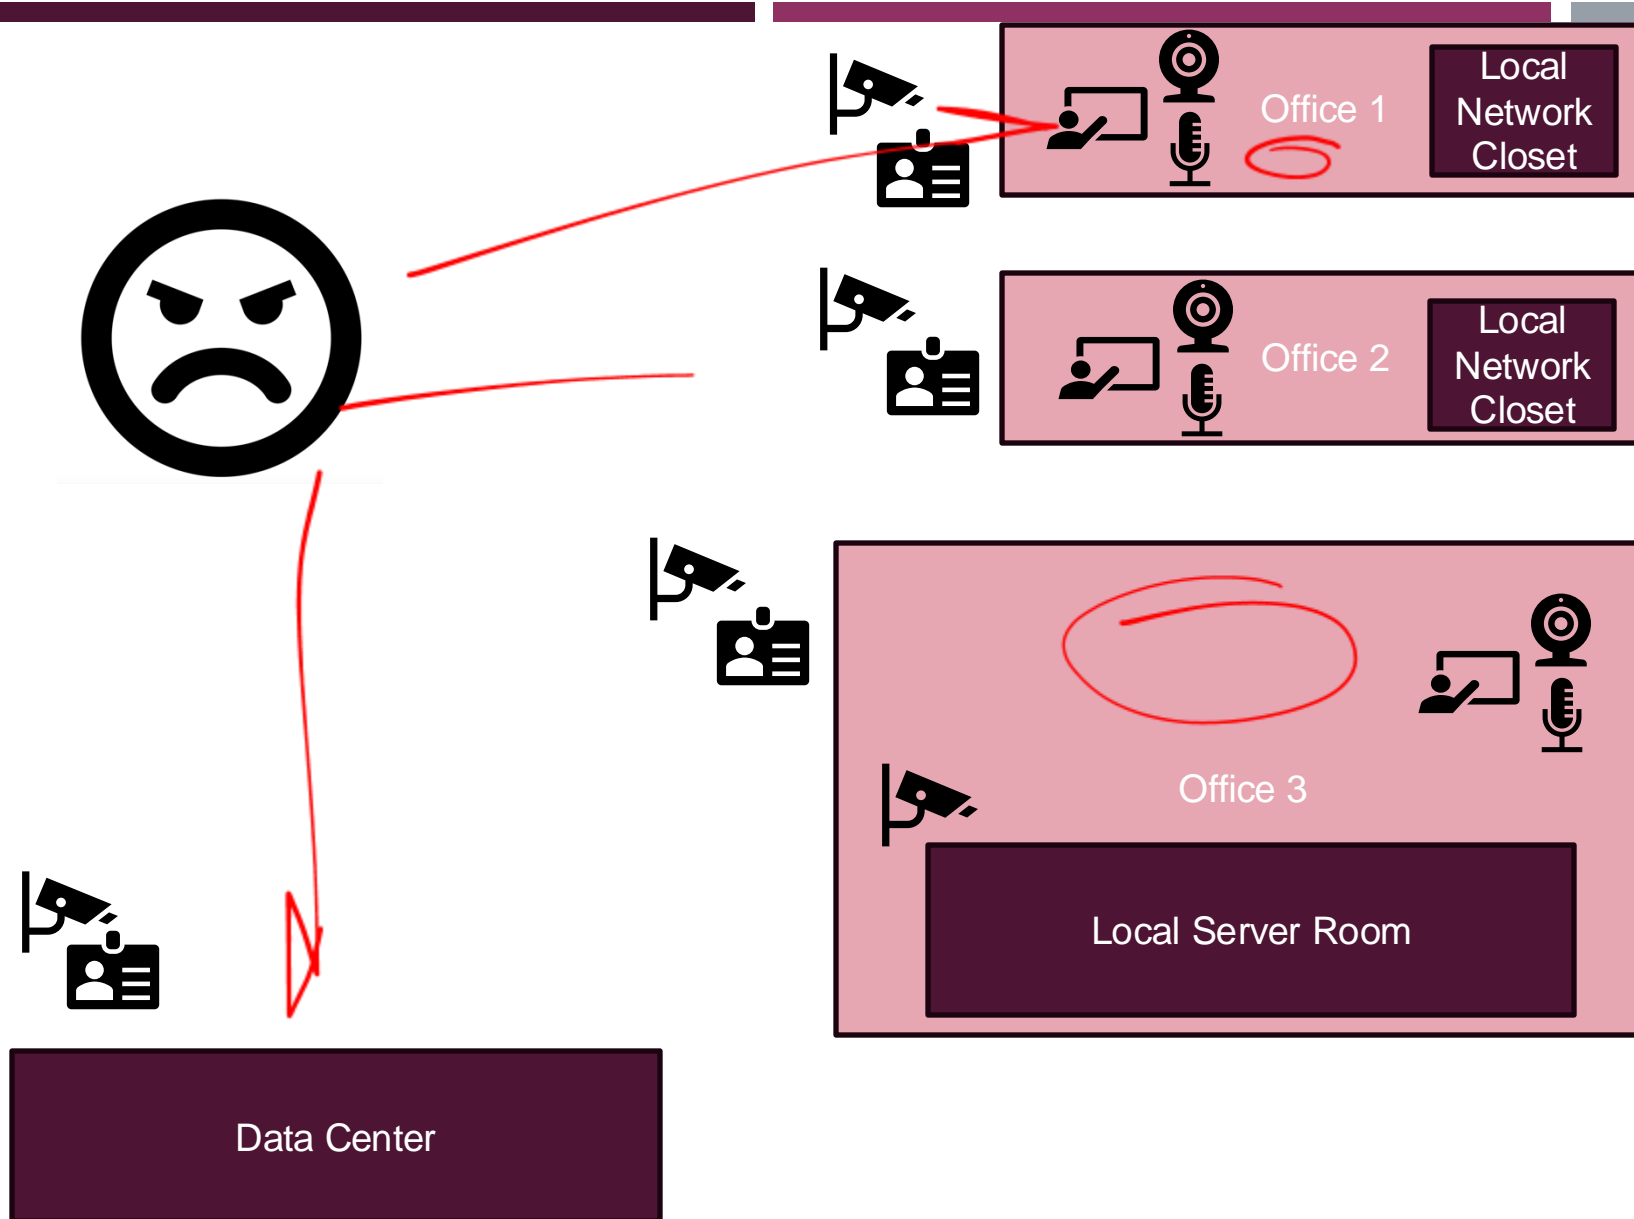 Office 1
Local
Network
Closet
Office 2
Local
Network
Closet
Office 3
Local Server Room
Data Center